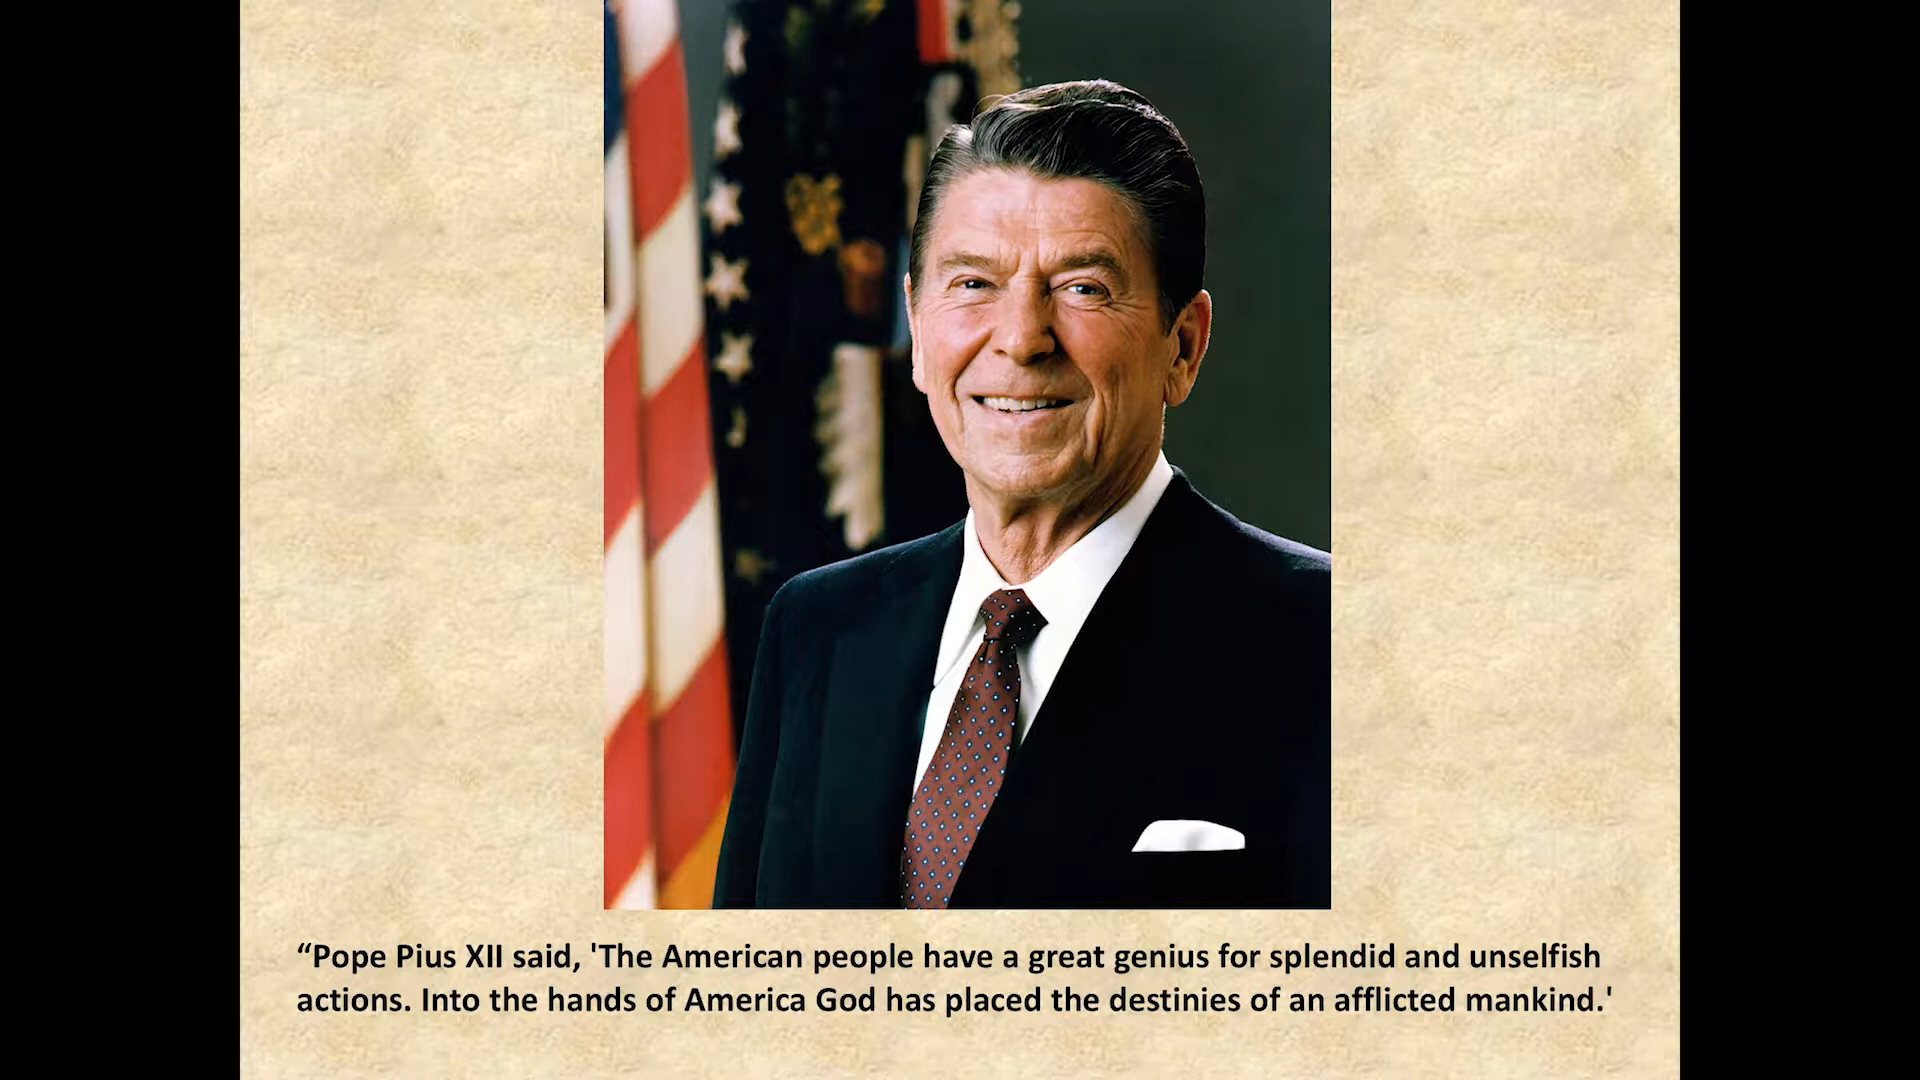 “Pope Pius XII said, 'The American people have a great genius for splendid and unselfish
actions. Into the hands of America God has placed the destinies of an afflicted mankind.'